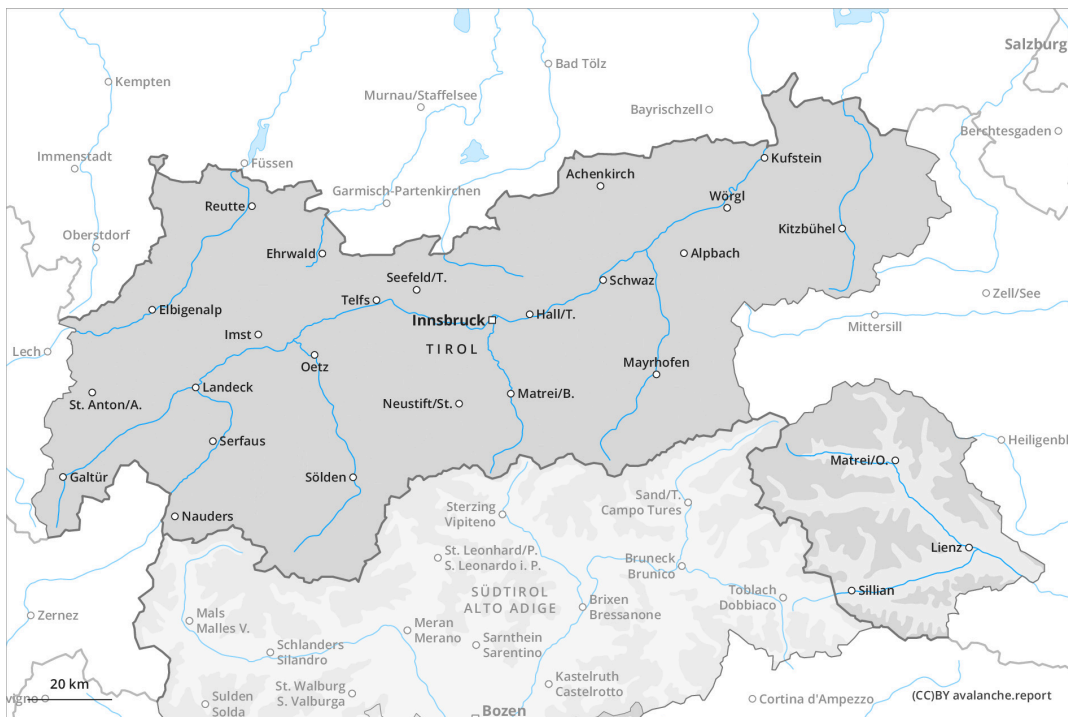 Salzburg
Bad Tölz
Kempten
Murnau/Staffelsee
Bayrischzell
Berchtesgaden
Immenstadt
Füssen
Kufstein
Achenkirch
Garmisch-Partenkirchen
Reutte
Wörgl
Kitzbühel
Oberstdorf
Ehrwald
Alpbach
Seefeld/T.
Schwaz
Zell/See
Telfs
Elbigenalp
Innsbruck
Hall/T.
Mittersill
Imst
TIROL
Lech
Oetz
Mayrhofen
Landeck
Matrei/B.
St. Anton/A.
Neustift/St.
Serfaus
Heiligenbl
Matrei/O.
Galtür
Sölden
Sand/T.
Campo Tures
Sterzing
Vipiteno
Nauders
Lienz
St. Leonhard/P.
S. Leonardo i. P.
Bruneck
Brunico
SÜDTIROL
ALTO ADIGE
Toblach
Dobbiaco
Sillian
Brixen
Bressanone
Zernez
Mals
Malles V.
Meran
Merano
Sarnthein
Sarentino
Schlanders
Silandro
Kastelruth
Castelrotto
20 km
St. Walburg
S. Valburga
vigno
Sulden
Solda
Cortina d'Ampezzo
(CC)BY avalanche.report
Bozen